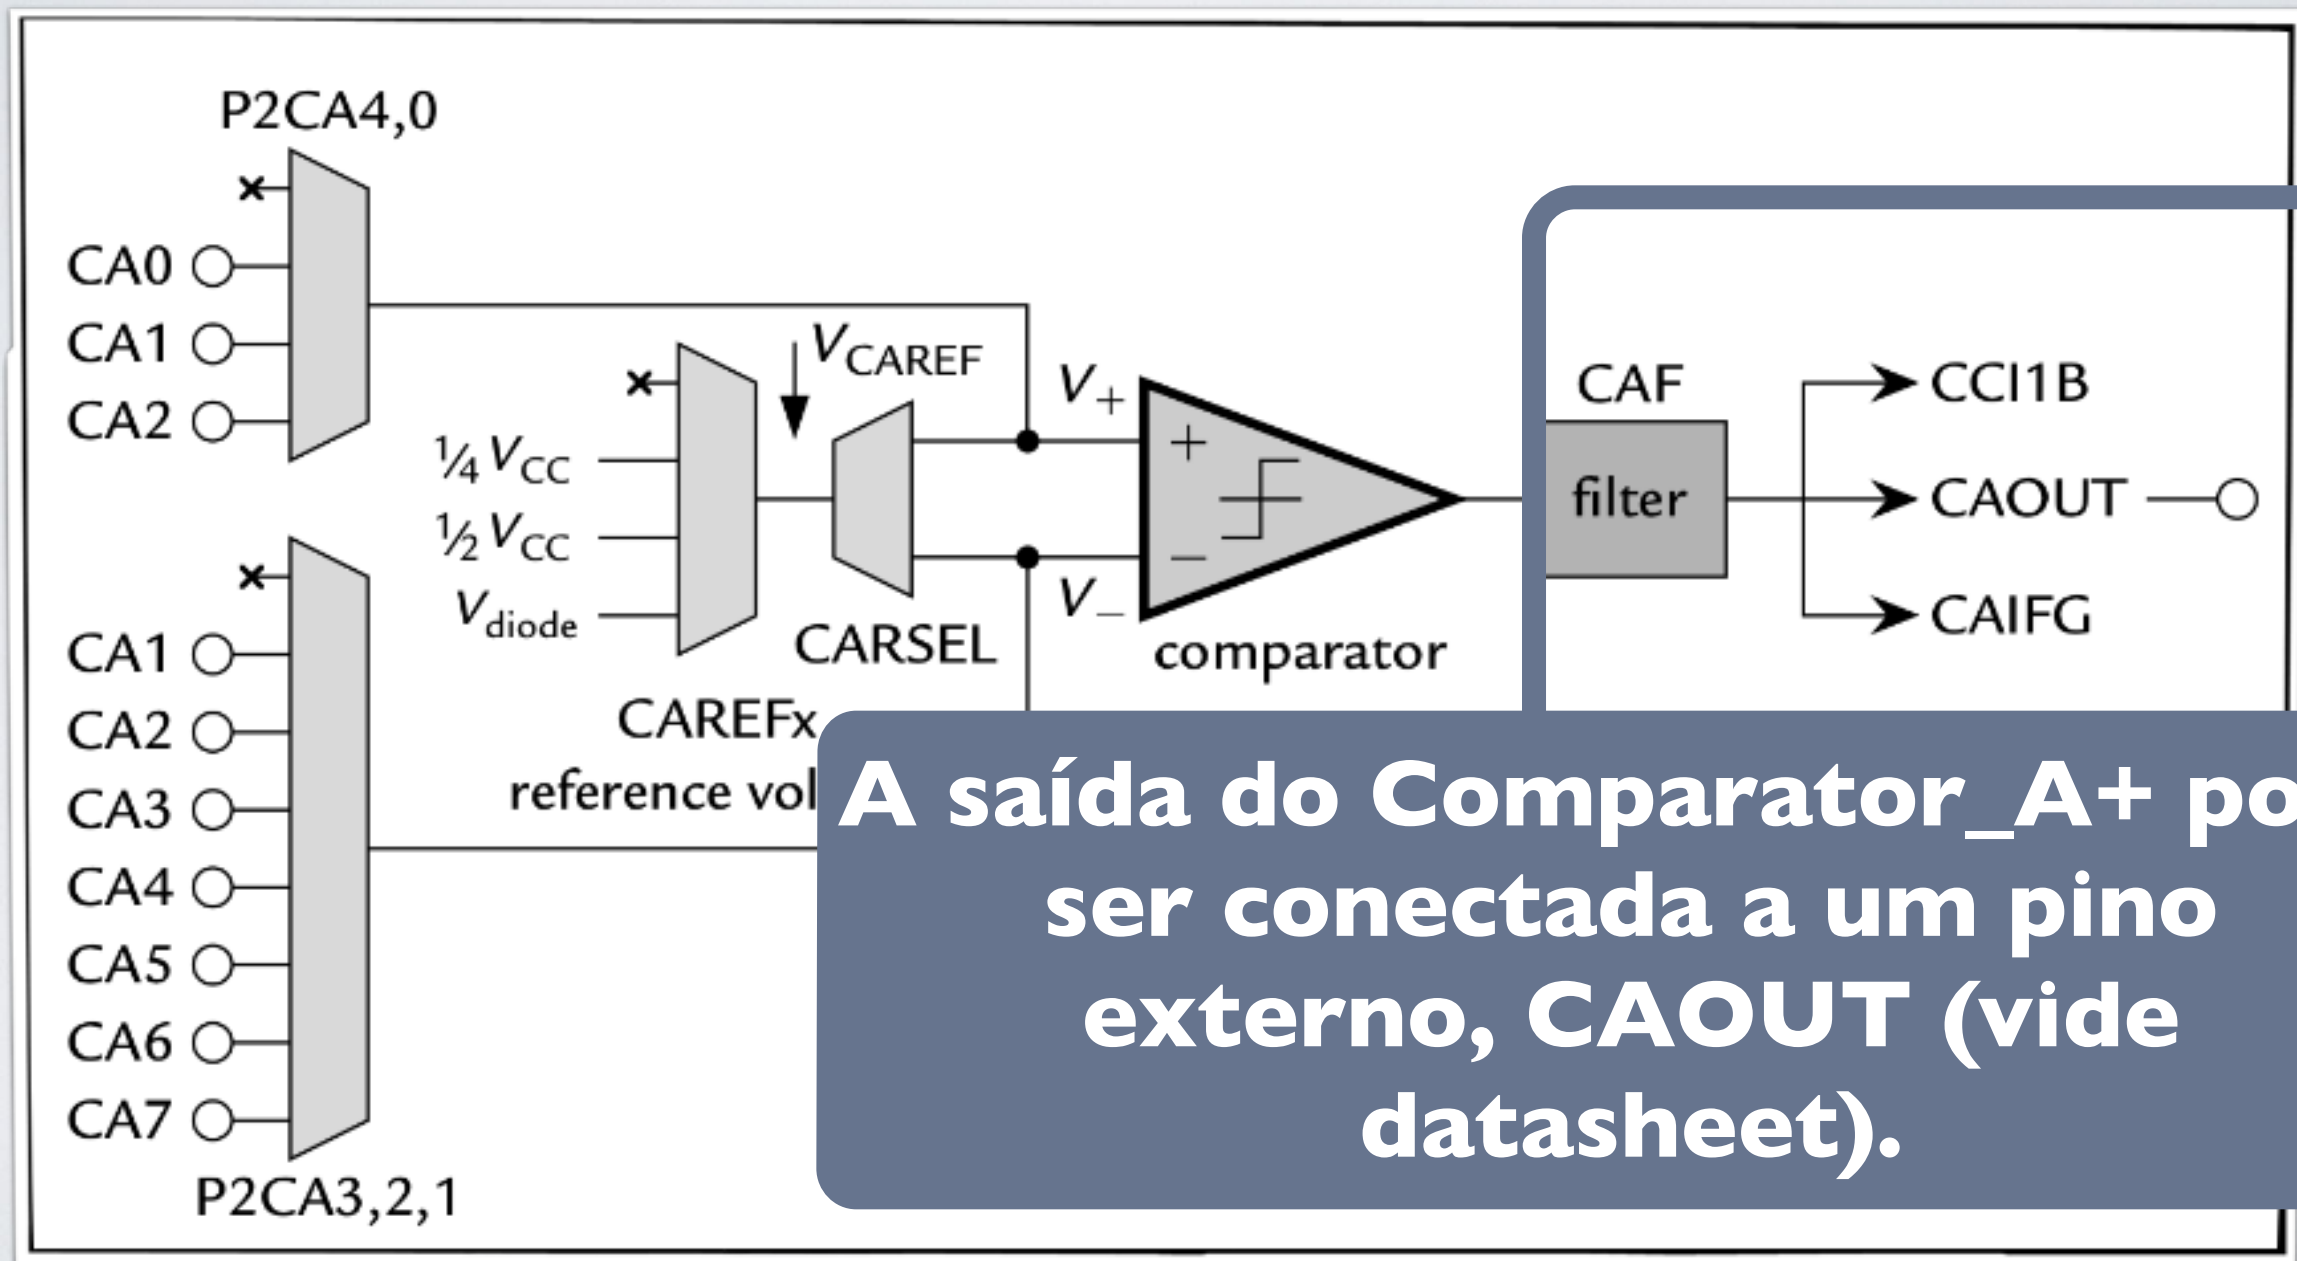 P2CA4,0
CA0
CA1
CA2
VCAREF
¼ VCC
½ VCC
Vdiode
CARSEL
CAREFx
reference
V+
+
−
V−
comparator
CAF
filter
CCI1B
CAOUT
CAIFG
CA1
CA2
CA3
CA4
CA5
CA6
CA7
P2CA3,2,1
A saída do Comparator_A+
ser conectada a um pino
externo, CAOUT (vide
datasheet).